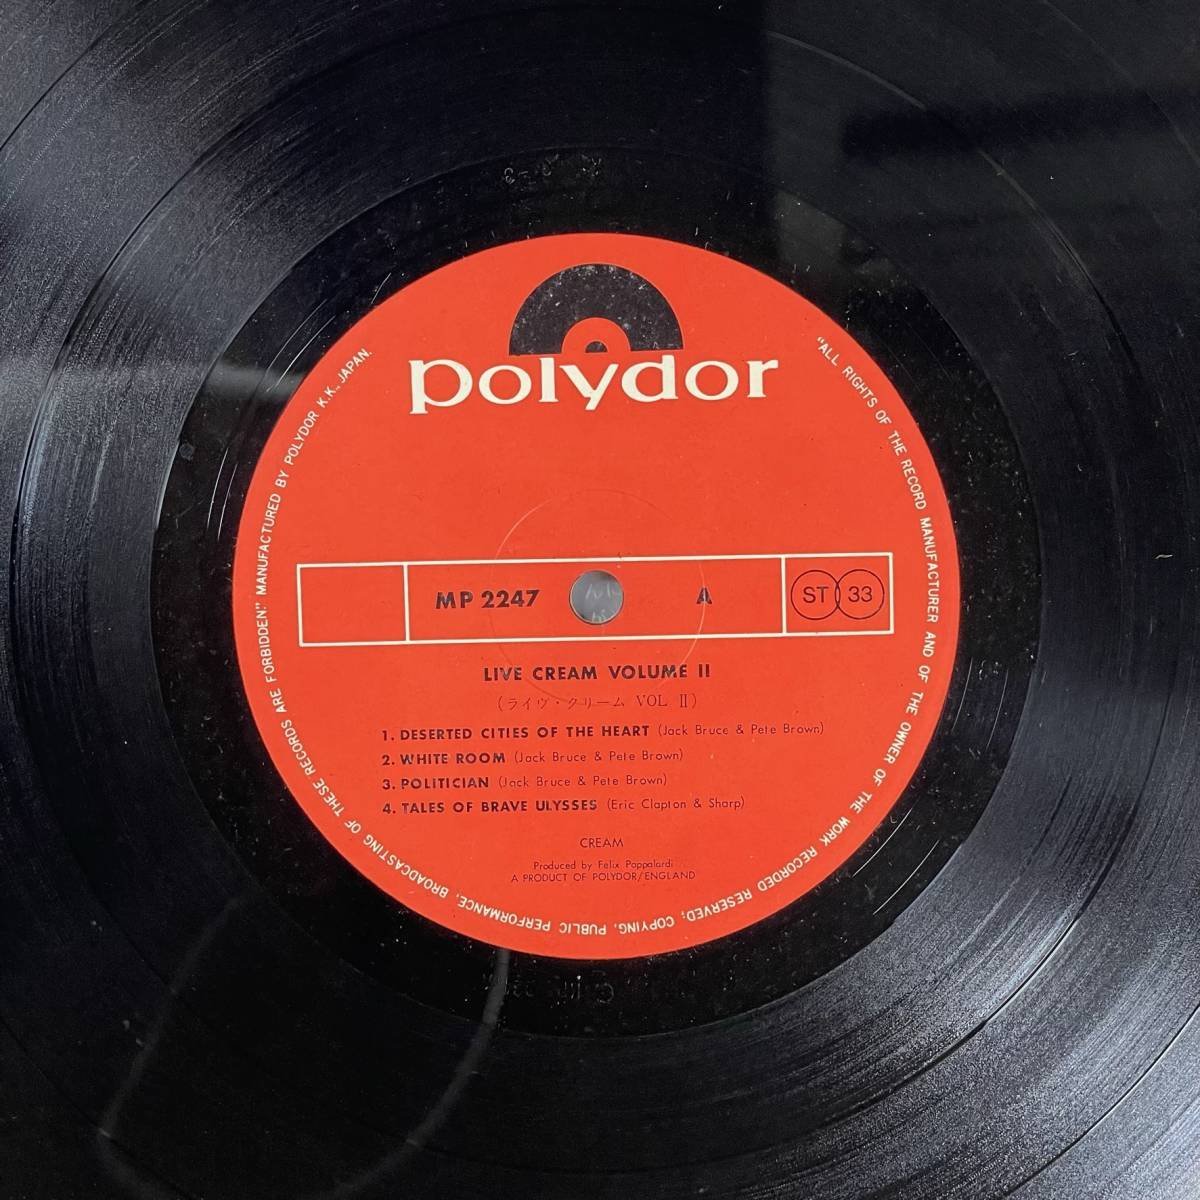 polydor
"ALL RIGHTS OF THE RECORD MANUFACTURER AND OF THE OWNER OF THE WORK RECORDED RESERVED; COPYING, PUBLIC PERFORMANCE, BROADCASTING OF THESE RECORDS ARE FORBIDDEN." MANUFACTURED BY POLYDOR K.K., JAPAN.
MP 2247 A ST 33
LIVE CREAM VOLUME II
(ライヴ・クリーム VOL II)
1. DESERTED CITIES OF THE HEART (Jack Bruce & Pete Brown)
2. WHITE ROOM (Jack Bruce & Pete Brown)
3. POLITICIAN (Jack Bruce & Pete Brown)
4. TALES OF BRAVE ULYSSES (Eric Clapton & Sharp)
CREAM
Produced by Felix Pappalardi
A PRODUCT OF POLYDOR/ENGLAND